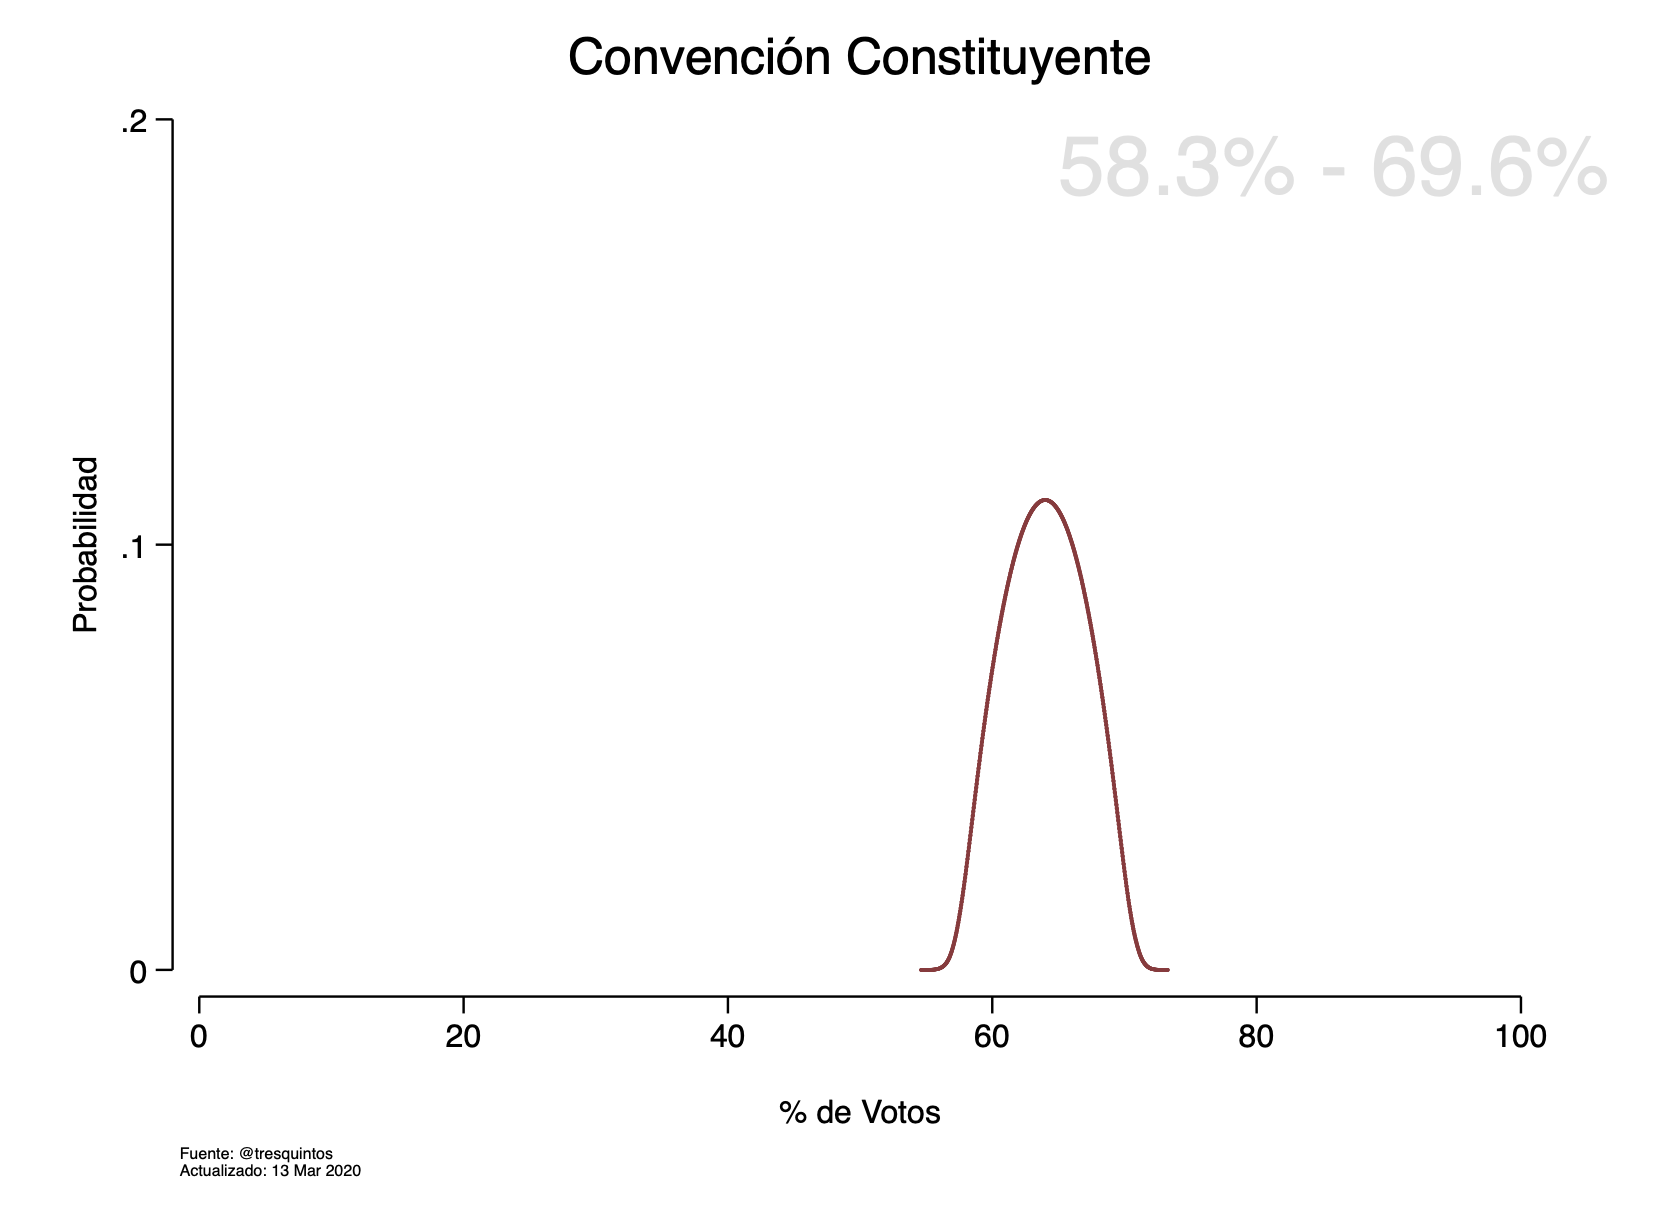 Convención Constituyente
58.3% - 69.6%
.2
.1
0
Probabilidad
0 20 40 60 80 100
% de Votos
Fuente: @tresquintos
Actualizado: 13 Mar 2020